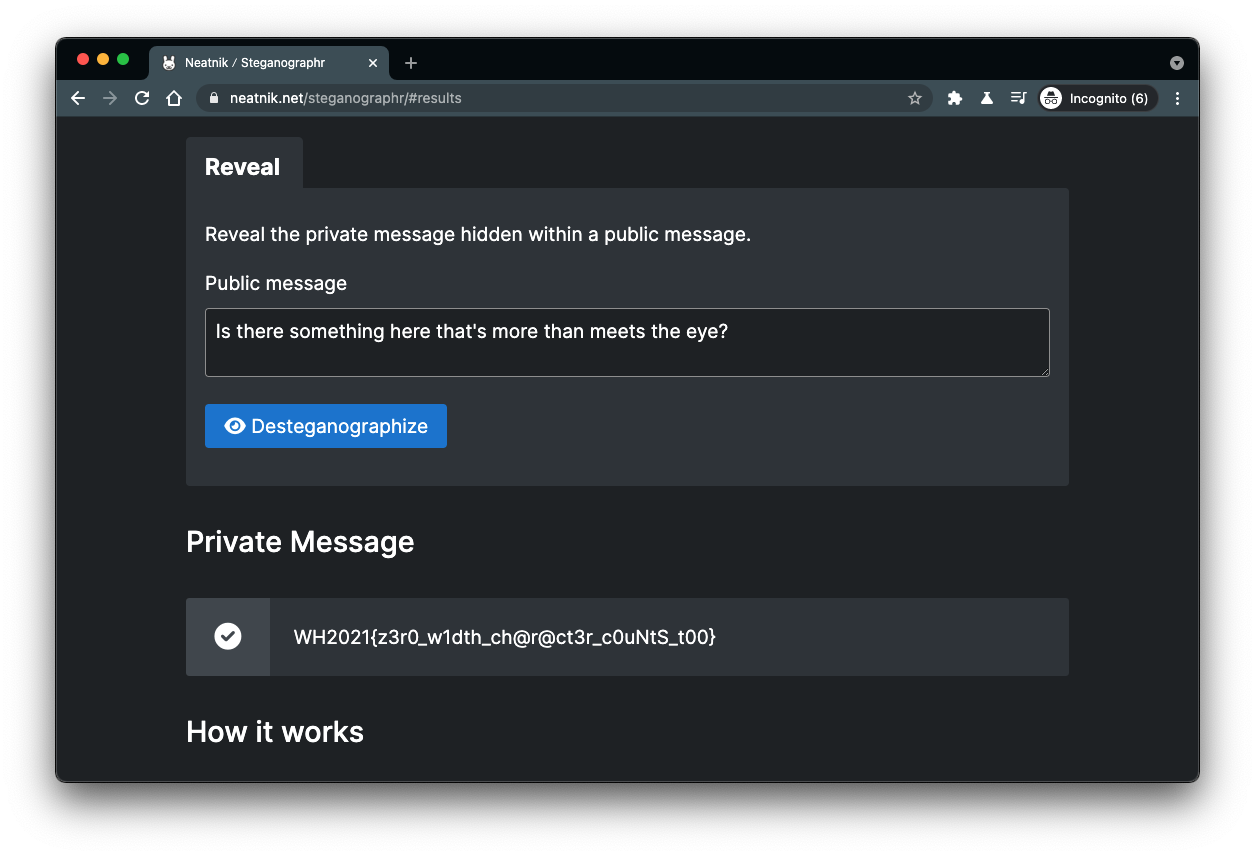 Neatnik / Steganographr
neatnik.net/steganographr/#results
Incognito (6)
Reveal
Reveal the private message hidden within a public message.
Public message
Is there something here that's more than meets the eye?
Desteganographize
Private Message
WH2021{z3r0_w1dth_ch@r@ct3r_c0uNtS_t00}
How it works